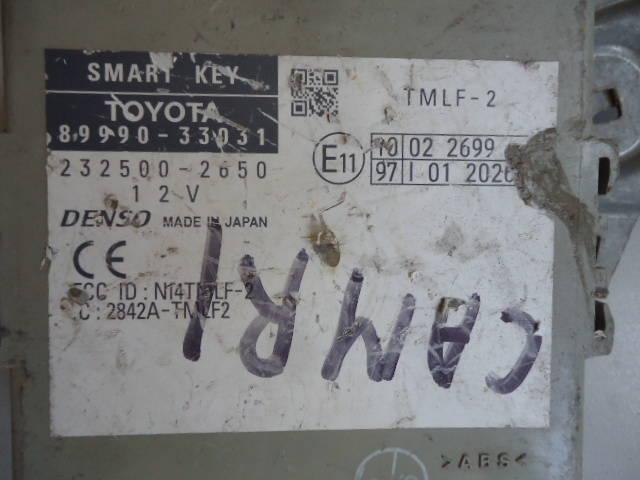 SMART KEY
TOYOTA
89990-33031
232500-2650
12V
DENSO MADE IN JAPAN
CE
FCC ID : N14TMLF-2
IC : 2842A-TMLF2
TMLF-2
E11
10 02 2699
97 I 01 2026
CAMRI
>ABS<